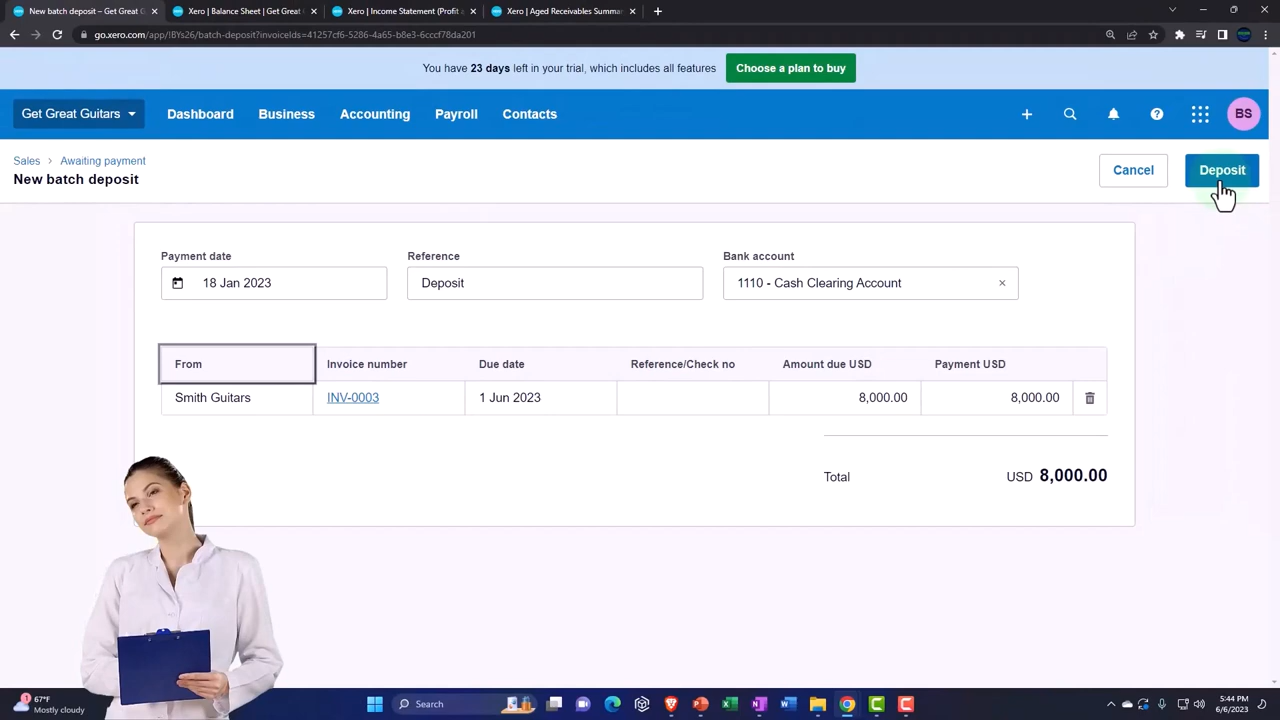 New batch deposit - Get Great G
Xero | Balance Sheet | Get Great
Xero | Income Statement (Profit a
Xero | Aged Receivables Summar
go.xero.com/app/!BYs26/batch-deposit?invoiceIds=41257cf6-5286-4a65-b8e3-6cccf78da201
You have 23 days left in your trial, which includes all features
Choose a plan to buy
Get Great Guitars
Dashboard
Business
Accounting
Payroll
Contacts
BS
Sales > Awaiting payment
New batch deposit
Cancel
Deposit
Payment date
Reference
Bank account
18 Jan 2023
Deposit
1110 - Cash Clearing Account
From
Invoice number
Due date
Reference/Check no
Amount due USD
Payment USD
Smith Guitars
INV-0003
1 Jun 2023
8,000.00
8,000.00
Total
USD 8,000.00
67°F
Mostly cloudy
Search
5:44 PM
6/6/2023